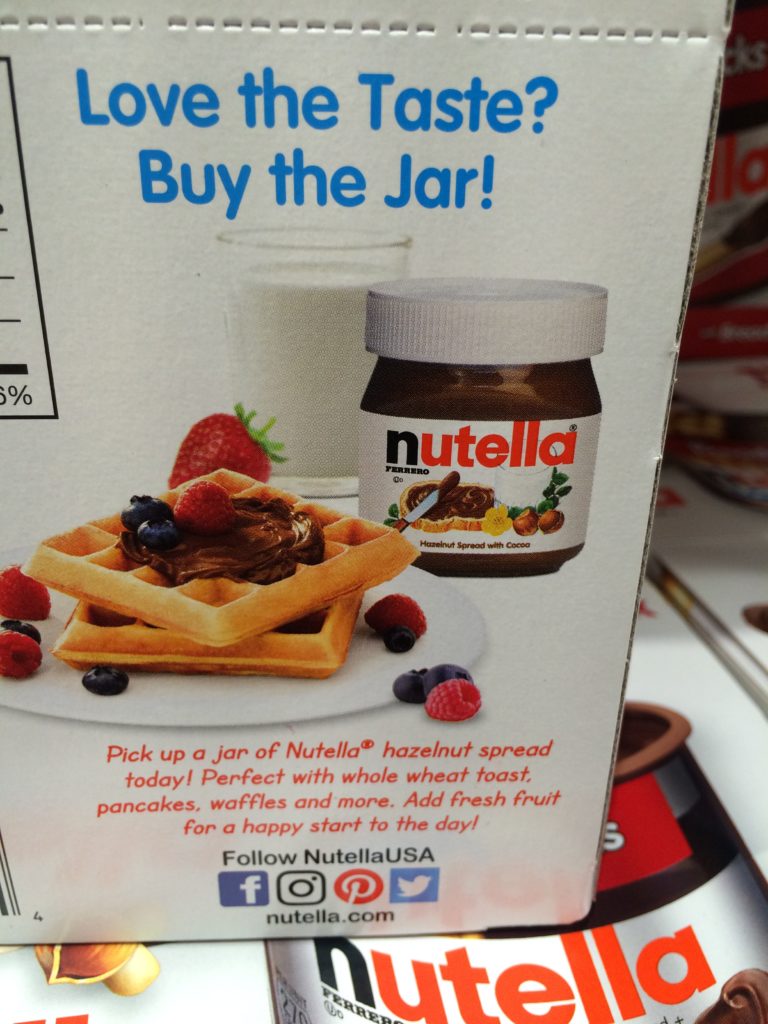 Love the Taste?
Buy the Jar!
6%
nutella®
FERRERO
Hazelnut Spread with Cocoa
Pick up a jar of Nutella® hazelnut spread
today! Perfect with whole wheat toast,
pancakes, waffles and more. Add fresh fruit
for a happy start to the day!
Follow NutellaUSA
nutella.com
4
nutella
FERRERO